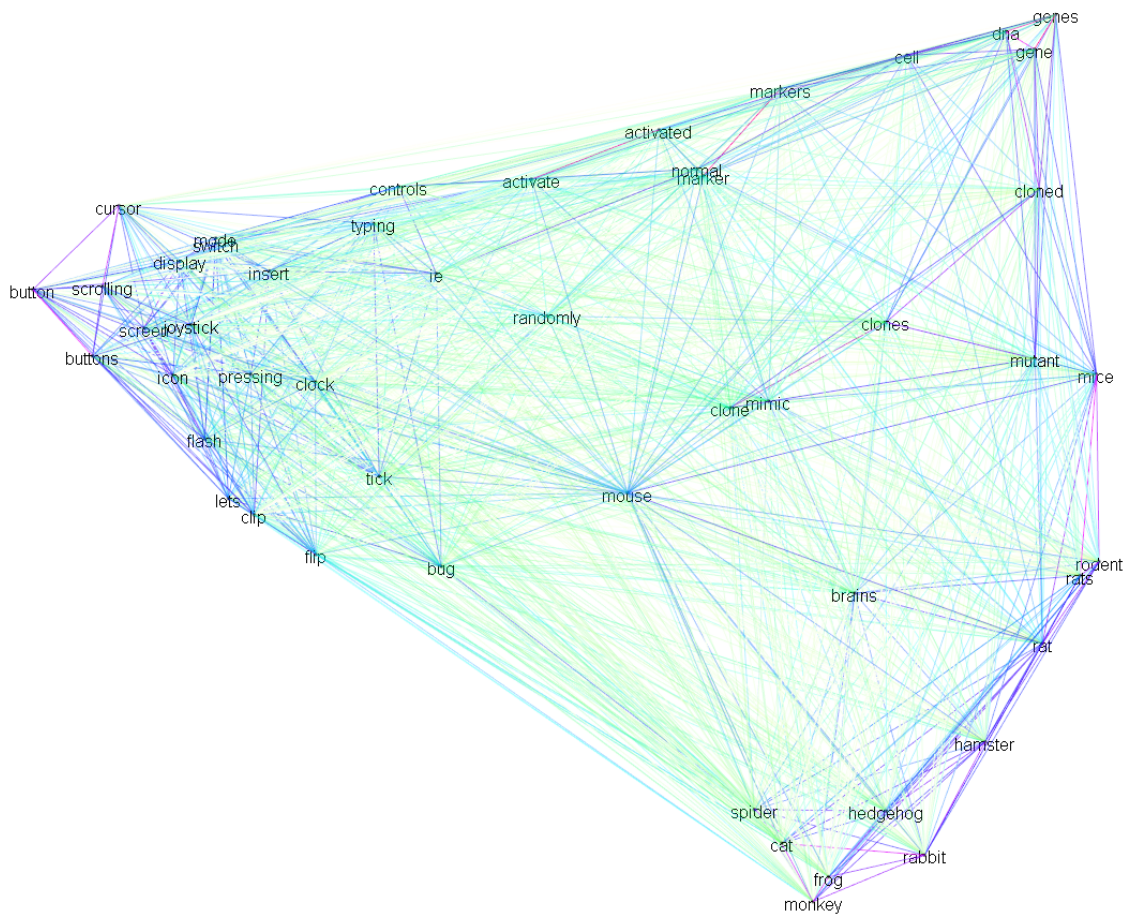 genes
dna
gene
cell
markers
activated
normal
marker
activate
controls
cloned
cursor
typing
mode
switch
display
insert
ie
button
scrolling
randomly
clones
screen
joystick
buttons
mutant
icon
pressing
clock
mice
clone
mimic
flash
tick
mouse
lets
clip
flip
bug
rodent
rats
brains
rat
hamster
spider
hedgehog
cat
rabbit
frog
monkey